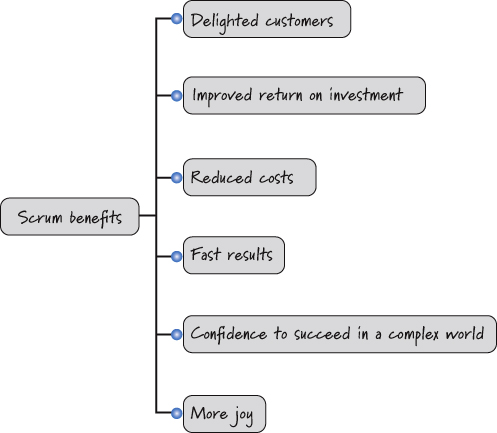 Delighted customers
Improved return on investment
Reduced costs
Scrum benefits
Fast results
Confidence to succeed in a complex world
More joy